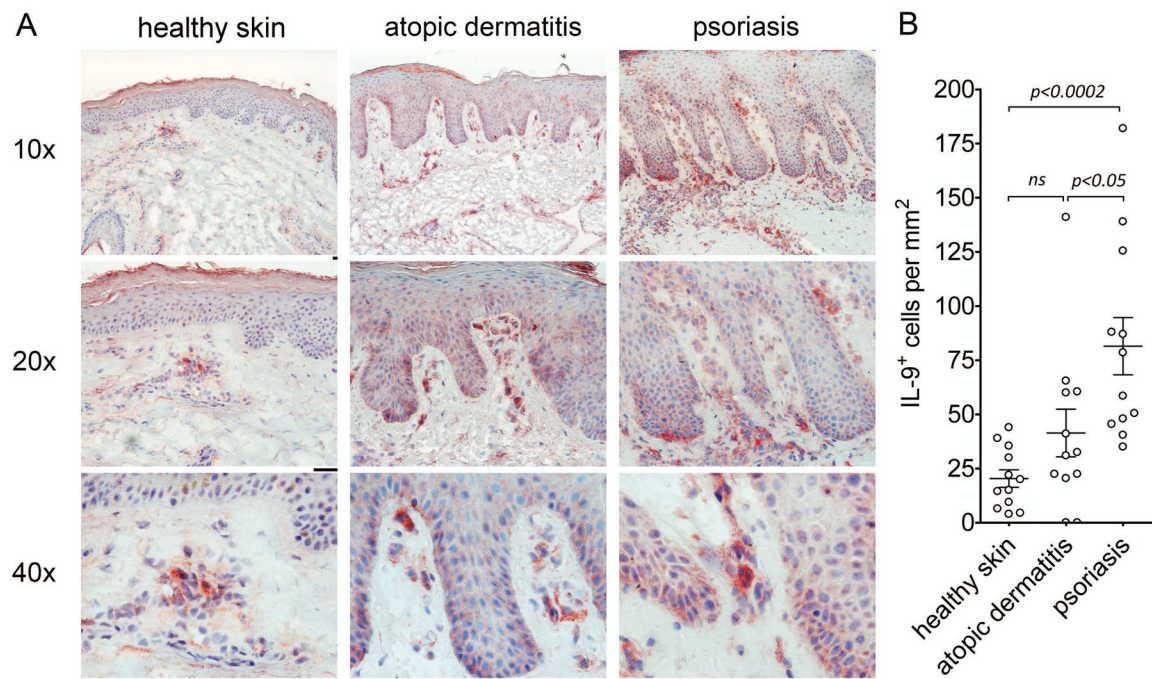 A
healthy skin
atopic dermatitis
psoriasis
10x
20x
40x
B
IL-9⁺ cells per mm²
200
175
150
125
100
75
50
25
0
p<0.0002
ns
p<0.05
healthy skin
atopic dermatitis
psoriasis